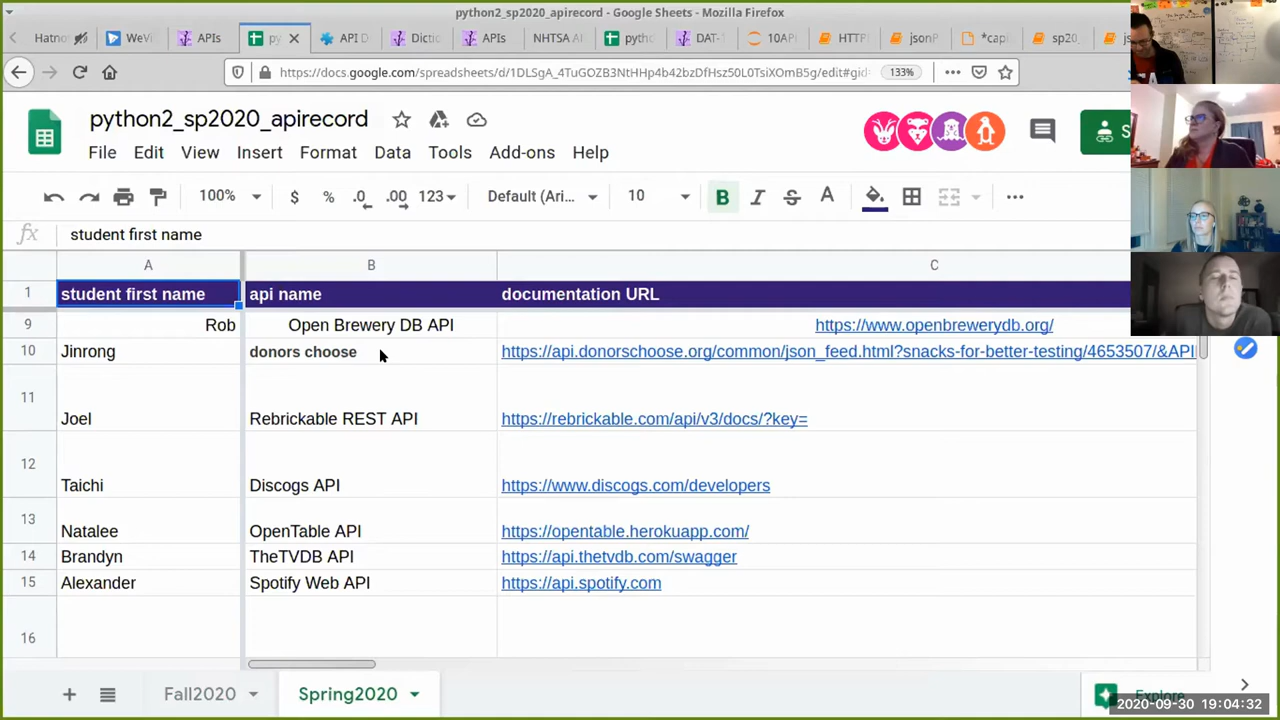 python2_sp2020_apirecord - Google Sheets - Mozilla Firefox
Hatno WeVi APIs py API D Dictio APIs NHTSA AI pytho DAT- 10API HTTP jsonP *capi sp20. js
https://docs.google.com/spreadsheets/d/1DLSgA_4TuGOZB3NtHHp4b42bzDfHsz50L0TsiXOmB5g/edit#gid 133%
python2_sp2020_apirecord
File Edit View Insert Format Data Tools Add-ons Help
100% $ % .0 .00 123 Default (Ari... 10 B I S A
fx student first name
A B C
1 student first name api name documentation URL
9 Rob Open Brewery DB API https://www.openbrewerydb.org/
10 Jinrong donors choose https://api.donorschoose.org/common/json_feed.html?snacks-for-better-testing/4653507/&API
11 Joel Rebrickable REST API https://rebrickable.com/api/v3/docs/?key=
12 Taichi Discogs API https://www.discogs.com/developers
13 Natalee OpenTable API https://opentable.herokuapp.com/
14 Brandyn TheTVDB API https://api.thetvdb.com/swagger
15 Alexander Spotify Web API https://api.spotify.com
16
Fall2020 Spring2020 Explore
2020-09-30 19:04:32